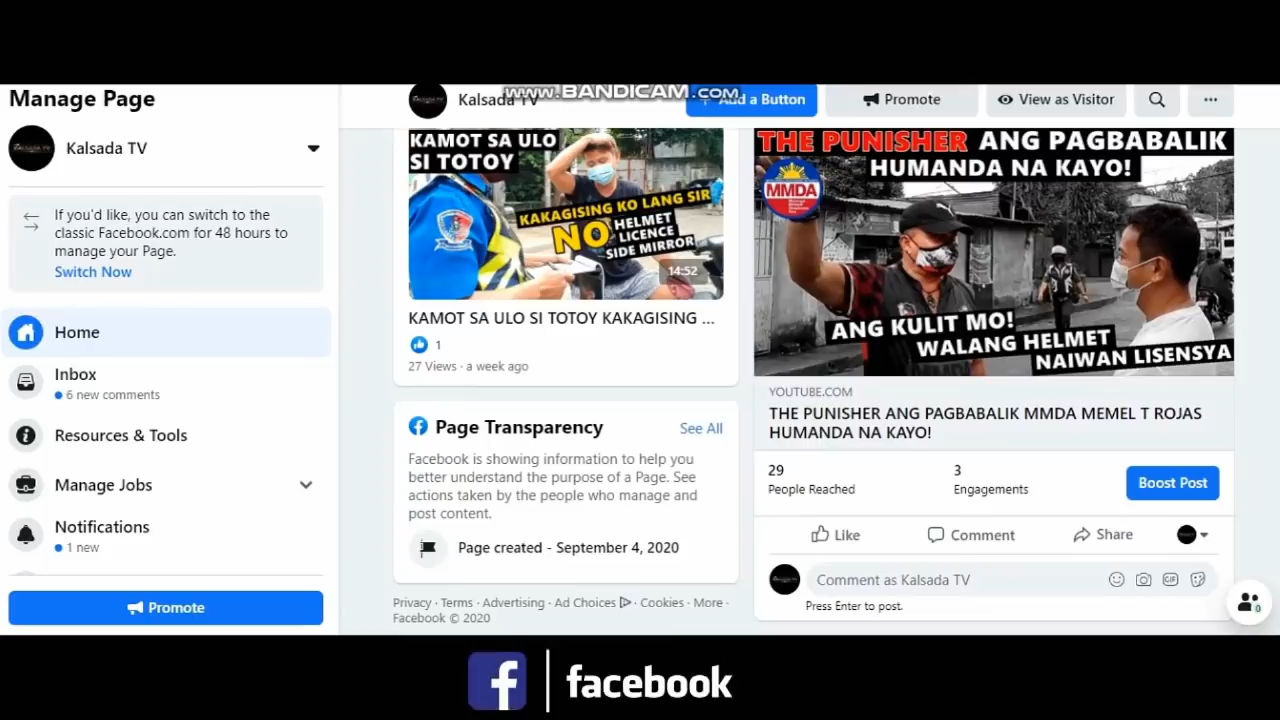 Manage Page
Kalsada TV
If you'd like, you can switch to the
classic Facebook.com for 48 hours to
manage your Page.
Switch Now
Home
Inbox
6 new comments
Resources & Tools
Manage Jobs
Notifications
1 new
Promote
Kalsada TV
www.BANDICAM.com
+ Add a Button
Promote
View as Visitor
KAMOT SA ULO
SI TOTOY
KAKAGISING KO LANG SIR
NO
HELMET
LICENCE
SIDE MIRROR
14:52
KAMOT SA ULO SI TOTOY KAKAGISING ...
1
27 Views · a week ago
Page Transparency
See All
Facebook is showing information to help you
better understand the purpose of a Page. See
actions taken by the people who manage and
post content.
Page created - September 4, 2020
Privacy · Terms · Advertising · Ad Choices · Cookies · More ·
Facebook © 2020
THE PUNISHER ANG PAGBABALIK
HUMANDA NA KAYO!
MMDA
ANG KULIT MO!
WALANG HELMET
NAIWAN LISENSYA
YOUTUBE.COM
THE PUNISHER ANG PAGBABALIK MMDA MEMEL T ROJAS
HUMANDA NA KAYO!
29
People Reached
3
Engagements
Boost Post
Like
Comment
Share
Comment as Kalsada TV
GIF
Press Enter to post.
0
f
facebook